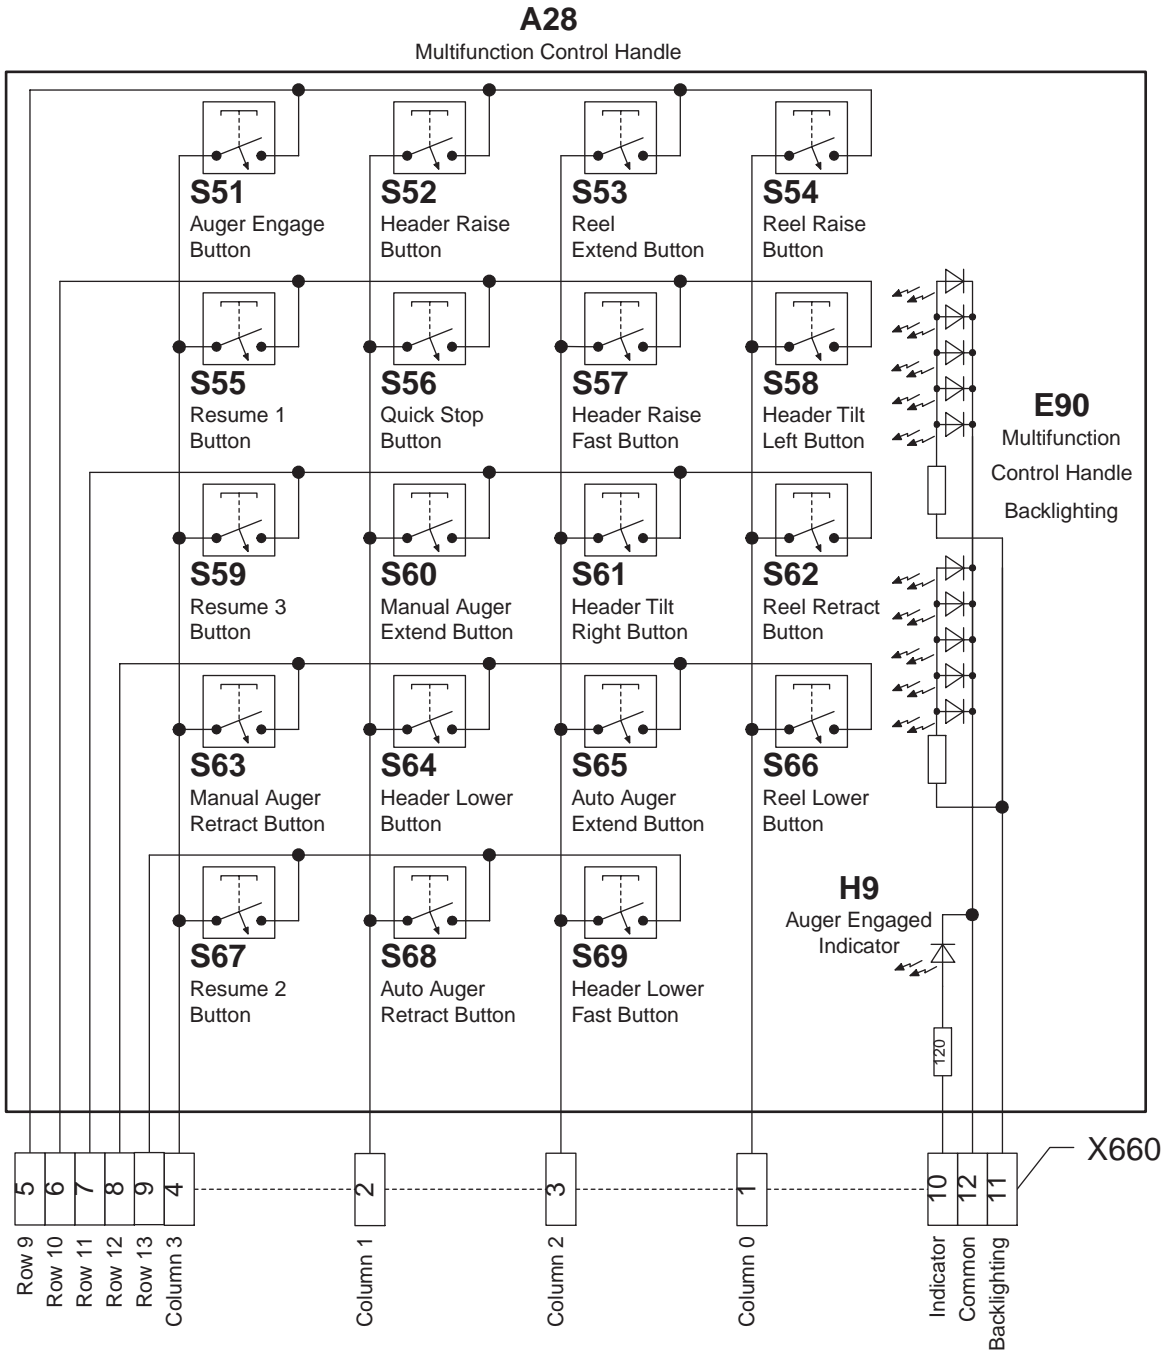 A28
Multifunction Control Handle
S51
Auger Engage
Button
S52
Header Raise
Button
S53
Reel
Extend Button
S54
Reel Raise
Button
S55
Resume 1
Button
S56
Quick Stop
Button
S57
Header Raise
Fast Button
S58
Header Tilt
Left Button
E90
Multifunction
Control Handle
Backlighting
S59
Resume 3
Button
S60
Manual Auger
Extend Button
S61
Header Tilt
Right Button
S62
Reel Retract
Button
S63
Manual Auger
Retract Button
S64
Header Lower
Button
S65
Auto Auger
Extend Button
S66
Reel Lower
Button
H9
Auger Engaged
Indicator
S67
Resume 2
Button
S68
Auto Auger
Retract Button
S69
Header Lower
Fast Button
120
X660
5
6
7
8
9
4
2
3
1
10
12
11
Row 9
Row 10
Row 11
Row 12
Row 13
Column 3
Column 1
Column 2
Column 0
Indicator
Common
Backlighting